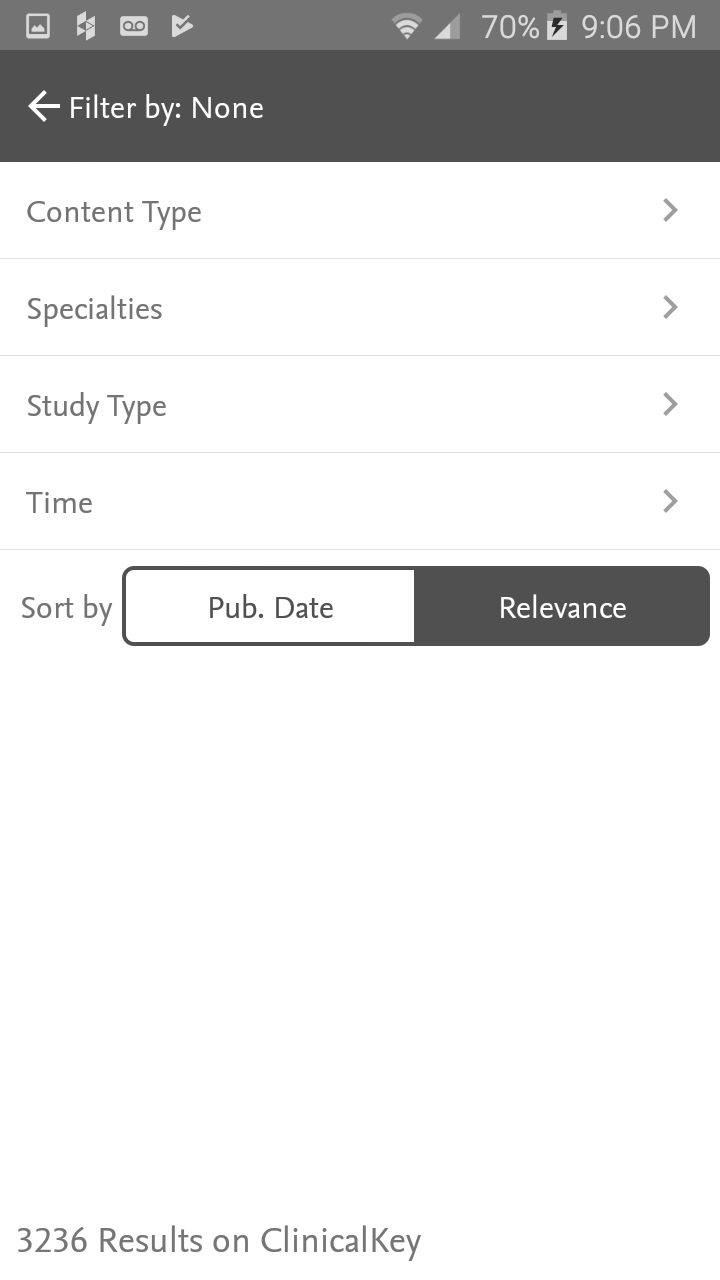 70% 9:06 PM
Filter by: None
Content Type
Specialties
Study Type
Time
Sort by Pub. Date Relevance
3236 Results on ClinicalKey